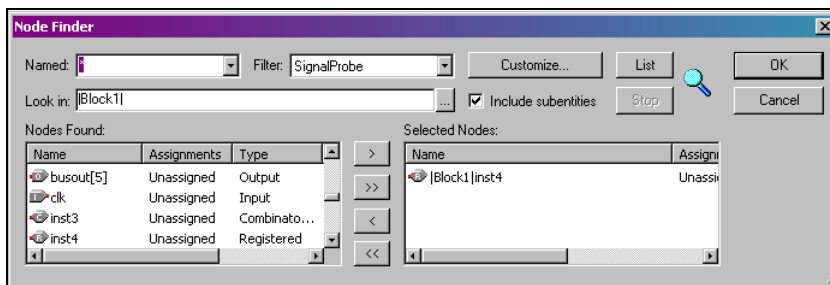 Node Finder
Named: * Filter: SignalProbe Customize... List OK
Look in: |Block1| ... Include subentities Stop Cancel
Nodes Found: Selected Nodes:
Name Assignments Type Name Assignn
busout[5] Unassigned Output > |Block1|inst4 Unassi
clk Unassigned Input >>
inst3 Unassigned Combinato... <
inst4 Unassigned Registered <<